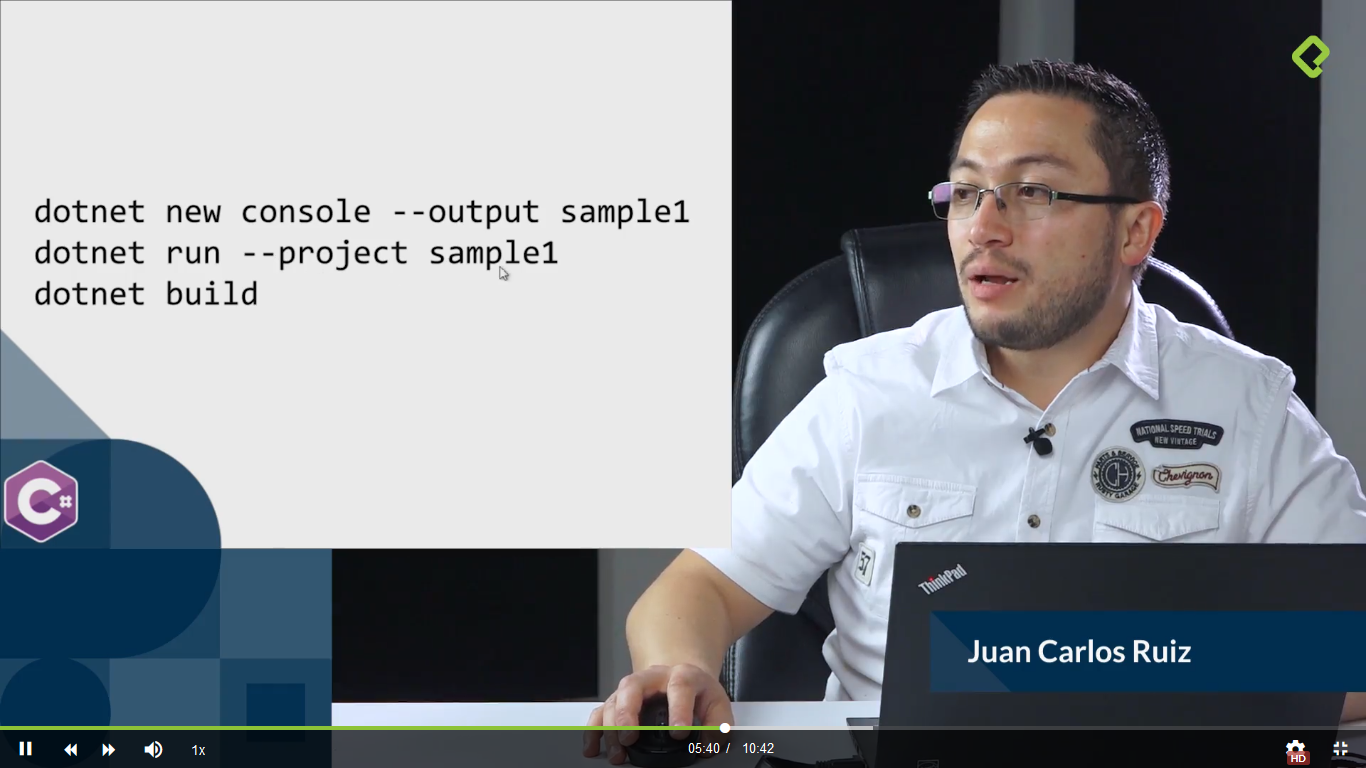 dotnet new console --output sample1
dotnet run --project sample1
dotnet build
C#
NATIONAL SPEED TRIALS
NEW VINTAGE
Chevignon
57
ThinkPad
Juan Carlos Ruiz
1x
05:40 / 10:42
HD